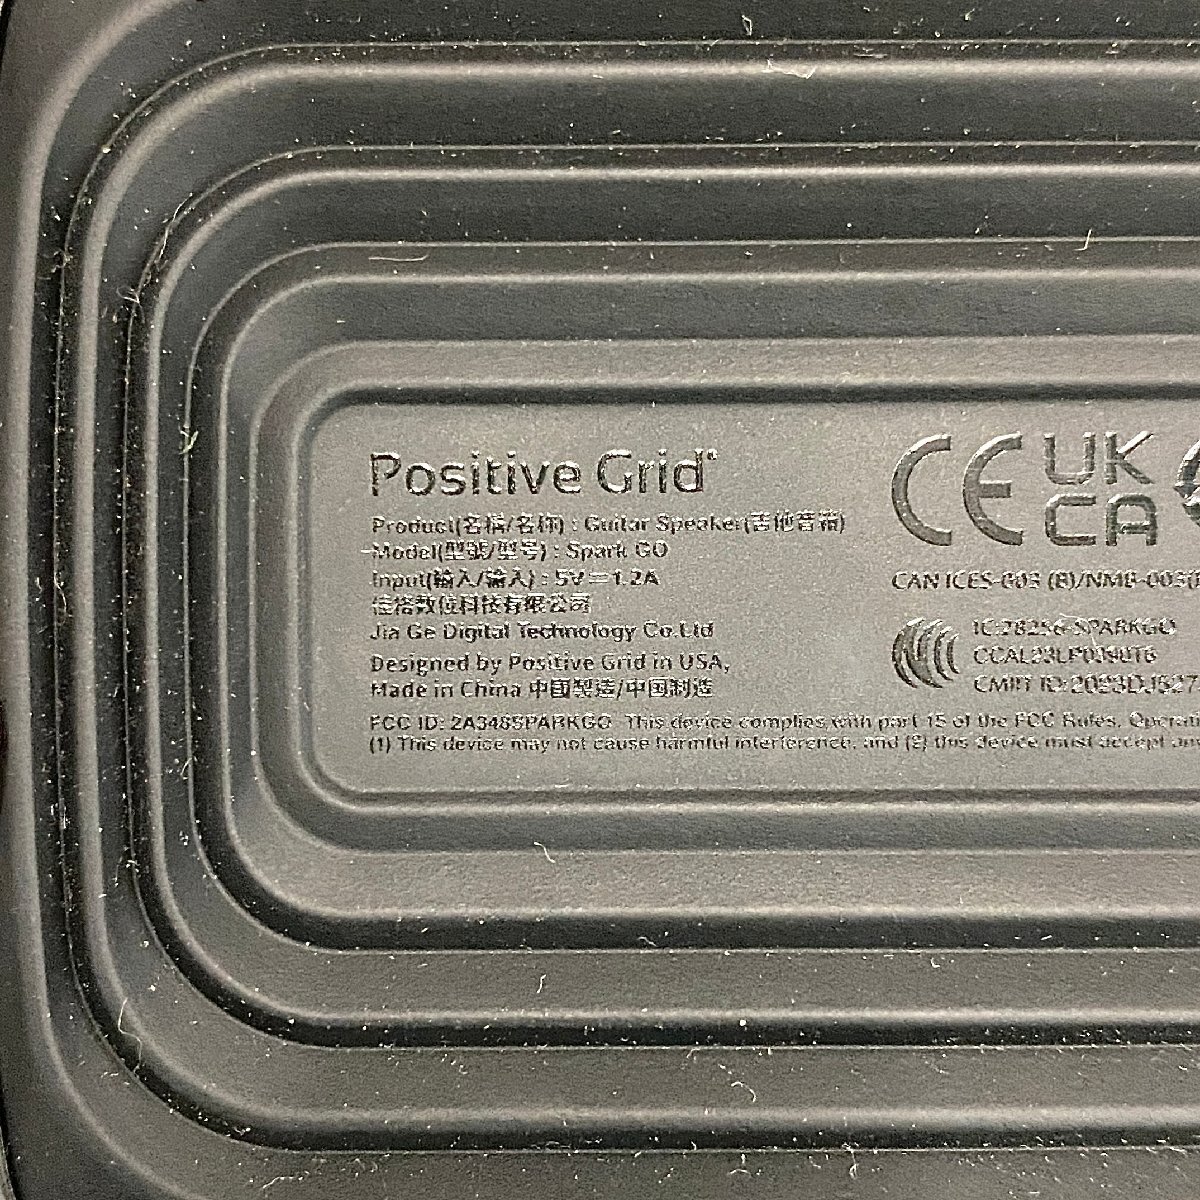 Positive Grid
Product(名稱/名称) : Guitar Speaker(吉他音箱)
Model(型號/型号) : Spark GO
Input(輸入/输入) : 5V⎓1.2A
佳格數位科技有限公司
Jia Ge Digital Technology Co.Ltd
Designed by Positive Grid in USA,
Made in China 中國製造/中国制造
FCC ID: 2A348SPARKGO This device complies with part 15 of the FCC Rules. 
(1) This device may not cause harmful interference, and (2) this device must accept any
CE UK
CA
CAN ICES-003 (B)/NMB-003(
IC:28256-SPARKGO